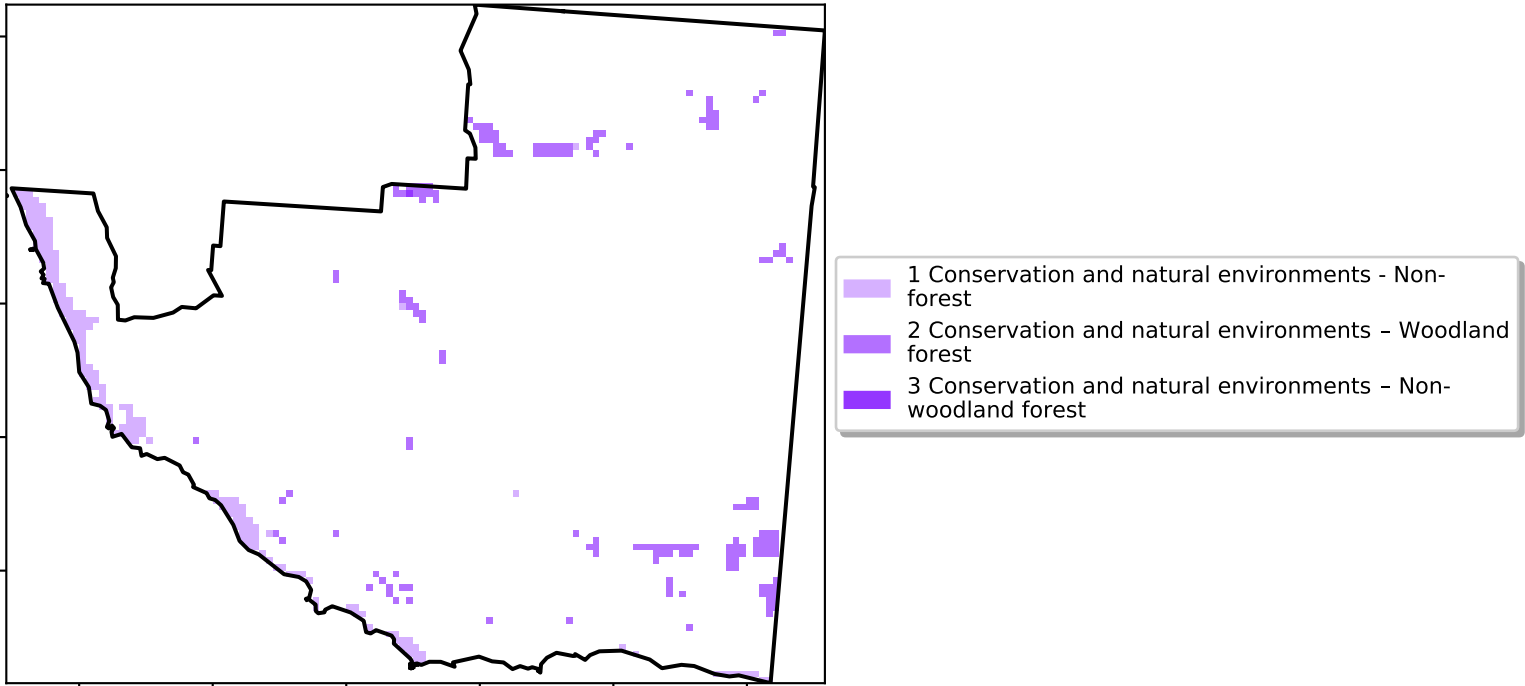 1 Conservation and natural environments - Non-
forest
2 Conservation and natural environments – Woodland
forest
3 Conservation and natural environments – Non-
woodland forest